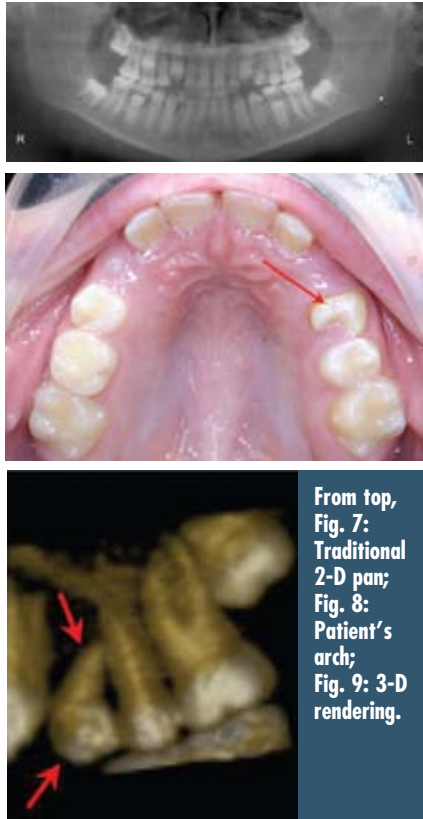 R
L
From top,
Fig. 7:
Traditional
2-D pan;
Fig. 8:
Patient's
arch;
Fig. 9: 3-D
rendering.